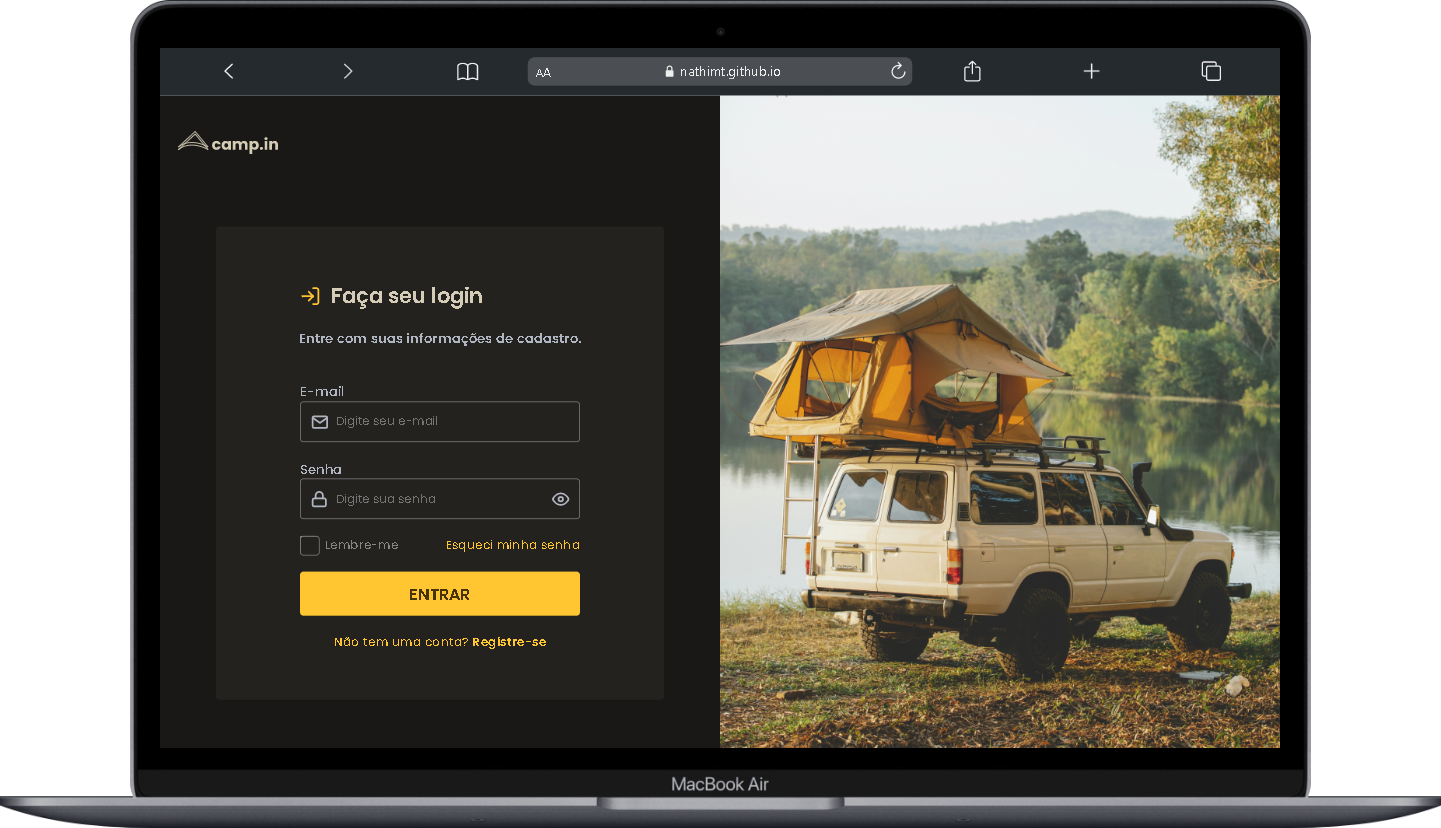 AA
nathimt.github.io
camp.in
Faça seu login
Entre com suas informações de cadastro.
E-mail
Digite seu e-mail
Senha
Digite sua senha
Lembre-me
Esqueci minha senha
ENTRAR
Não tem uma conta? Registre-se
MacBook Air